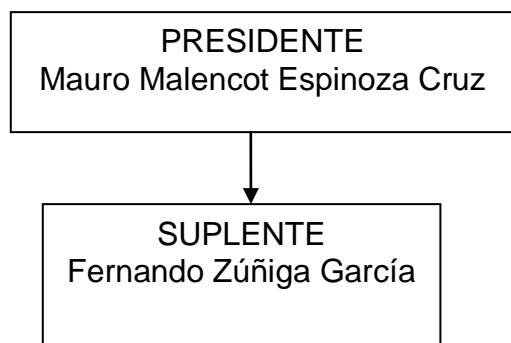 PRESIDENTE
Mauro Malencot Espinoza Cruz
SUPLENTE
Fernando Zúñiga García